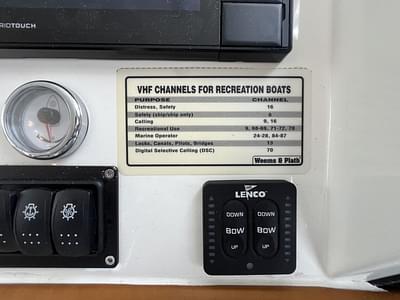 RIOTOUCH
VHF CHANNELS FOR RECREATION BOATS
PURPOSE CHANNEL
Distress, Safety 16
Safety (ship/ship only) 6
Calling 9, 16
Recreational Use 9, 68-69, 71-72, 78
Marine Operator 24-28, 84-87
Locks, Canals, Pilots, Bridges 13
Digital Selective Calling (DSC) 70
Weems & Plath
LENCO
DOWN DOWN
BOW BOW
UP UP